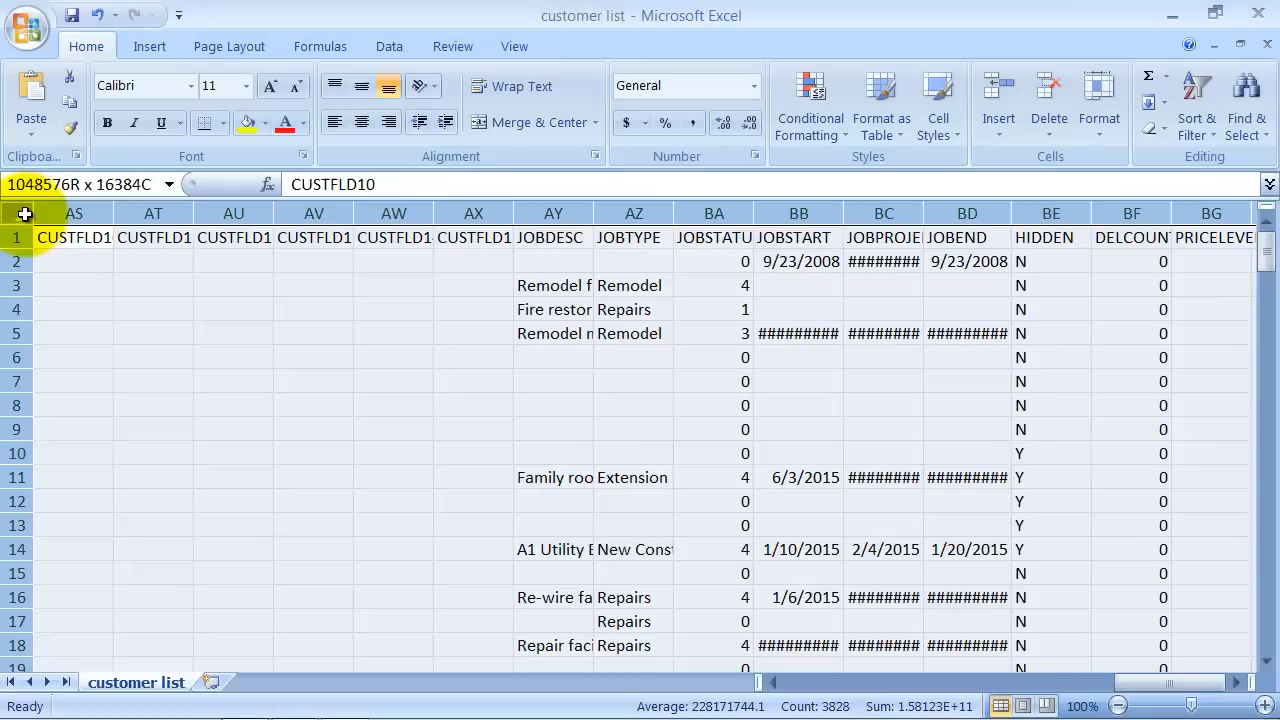 customer list - Microsoft Excel
Home Insert Page Layout Formulas Data Review View
Paste
Clipboa...
Calibri 11
B I U
Font
Wrap Text
Merge & Center
Alignment
General
$ % ,
Number
Conditional Formatting
Format as Table
Cell Styles
Styles
Insert Delete Format
Cells
Sort & Filter
Find & Select
Editing
1048576R x 16384C fx CUSTFLD10
AS AT AU AV AW AX AY AZ BA BB BC BD BE BF BG
1 CUSTFLD1 CUSTFLD1 CUSTFLD1 CUSTFLD1 CUSTFLD1 CUSTFLD1 JOBDESC JOBTYPE JOBSTATU JOBSTART JOBPROJE JOBEND HIDDEN DELCOUNT PRICELEVE
2 0 9/23/2008 ######## 9/23/2008 N 0
3 Remodel f Remodel 4 N 0
4 Fire restor Repairs 1 N 0
5 Remodel m Remodel 3 ######### ######## ######### N 0
6 0 N 0
7 0 N 0
8 0 N 0
9 0 N 0
10 0 Y 0
11 Family roo Extension 4 6/3/2015 ######## ######### Y 0
12 0 Y 0
13 0 Y 0
14 A1 Utility B New Const 4 1/10/2015 2/4/2015 1/20/2015 Y 0
15 0 N 0
16 Re-wire fa Repairs 4 1/6/2015 ######## ######### N 0
17 Repairs 0 N 0
18 Repair faci Repairs 4 ######### ######## ######### N 0
19 0 N 0
customer list
Ready Average: 228171744.1 Count: 3828 Sum: 1.58123E+11 100%